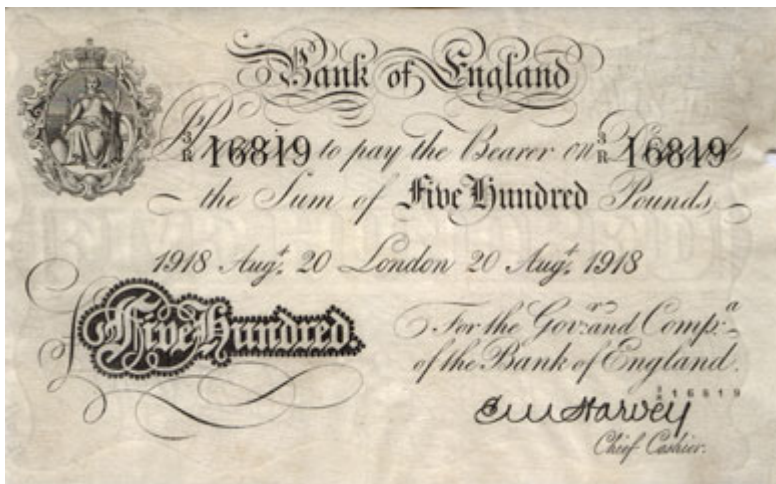 Bank of England
3/R 16819 to pay the Bearer on 3/R 16819
the Sum of Five Hundred Pounds
1918 Augt. 20 London 20 Augt. 1918
£Five Hundred.
For the Govr. and Compa.
of the Bank of England.
3/R 16819
E M Harvey
Chief Cashier.